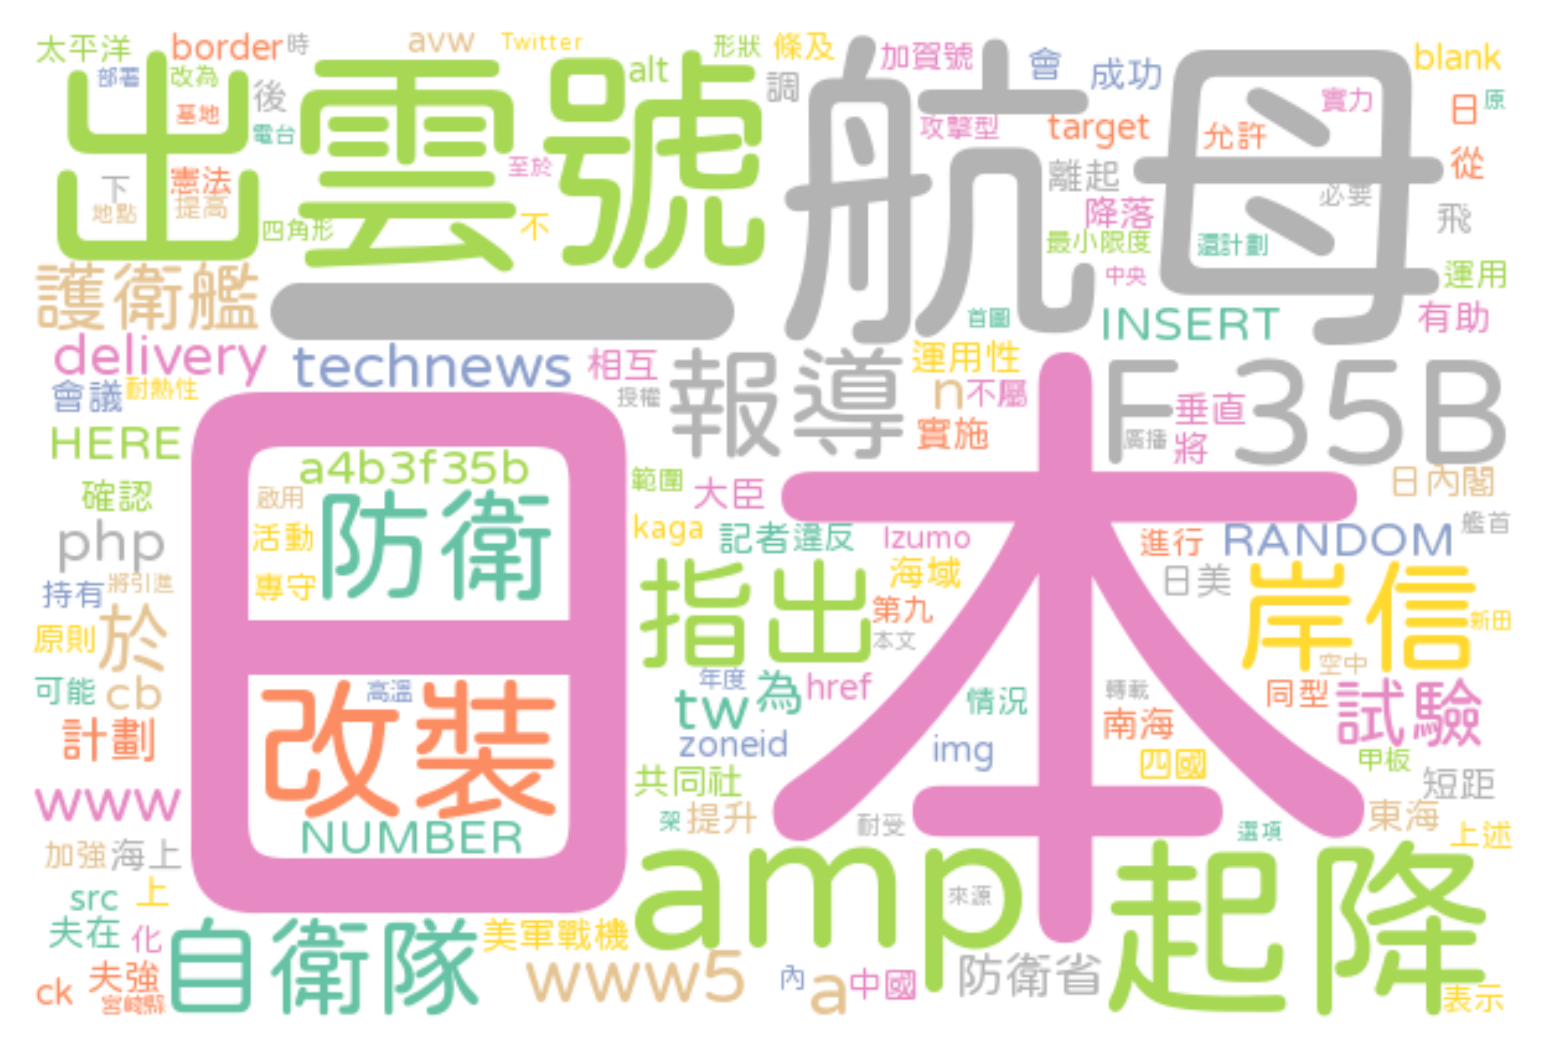 太平洋 border 時 avw Twitter 形狀 條及 加賀號 會 成功 blank
部署 改為 alt 調 實力 日 原
基地 後 攻擊型 target 允許
電台 從
出雲號 航母
下 憲法 至於 離起 必要
地點 提高 降落 飛
四角形 不 最小限度 還計劃
中央 運用
護衛艦 一 首圖 INSERT 有助
delivery technews 相互 報導 運用性 F 35B
會議 耐熱性 授權 n 不屬 垂直
HERE 實施 廣播 將
日本
a4b3f35b 範圍 大臣 日內閣
確認 啟用
php 活動 防衛 kaga 記者違反 Izumo 進行 RANDOM 艦首
持有 將引進 專守 指出 海域 日美 岸信
原則 於 第九 新田
本文 空中
可能 cb 高溫 年度 為 href 情況 轉載 同型 試驗
計劃 改裝 tw 南海
zoneid img 四國 甲板
www 共同社 短距
NUMBER 架 提升 耐受 選項 東海 上述
加強 海上
src 上 amp 來源 起降
夫在 化 自衛隊 美軍戰機
ck 夫強 www5 內 a 中國 防衛省 表示
宮崎縣